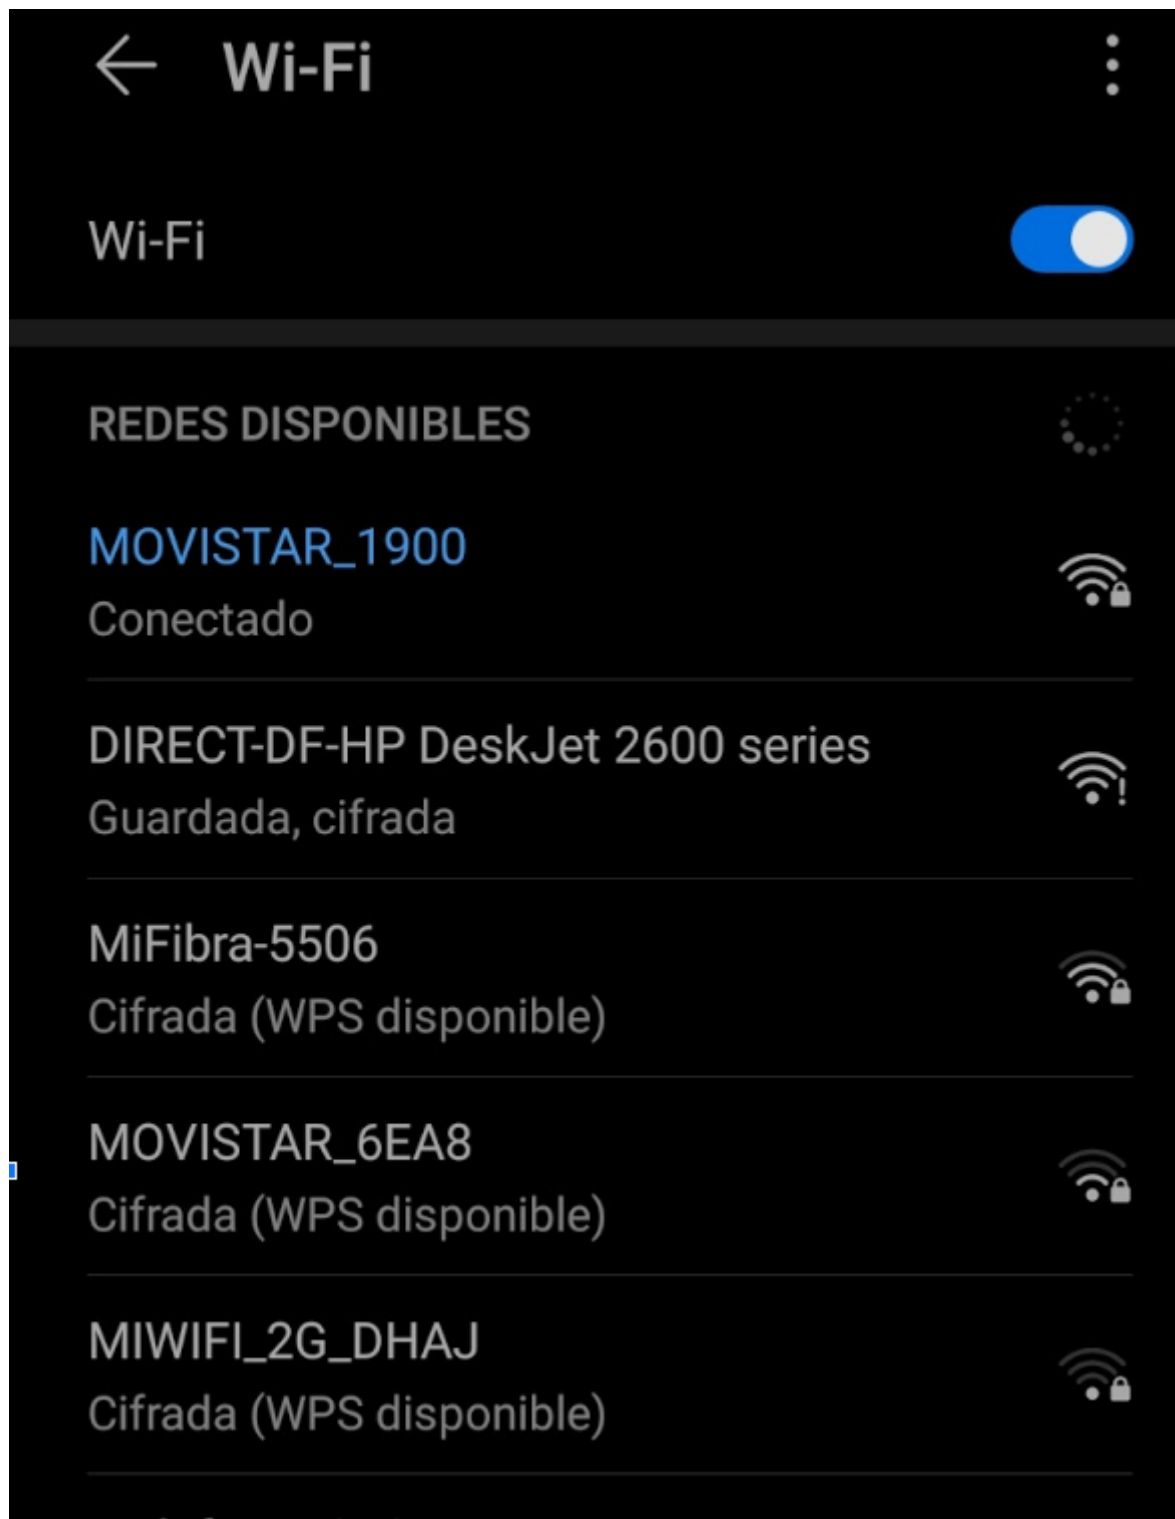 Wi-Fi
Wi-Fi
REDES DISPONIBLES
MOVISTAR_1900
Conectado
DIRECT-DF-HP DeskJet 2600 series
Guardada, cifrada
MiFibra-5506
Cifrada (WPS disponible)
MOVISTAR_6EA8
Cifrada (WPS disponible)
MIWIFI_2G_DHAJ
Cifrada (WPS disponible)